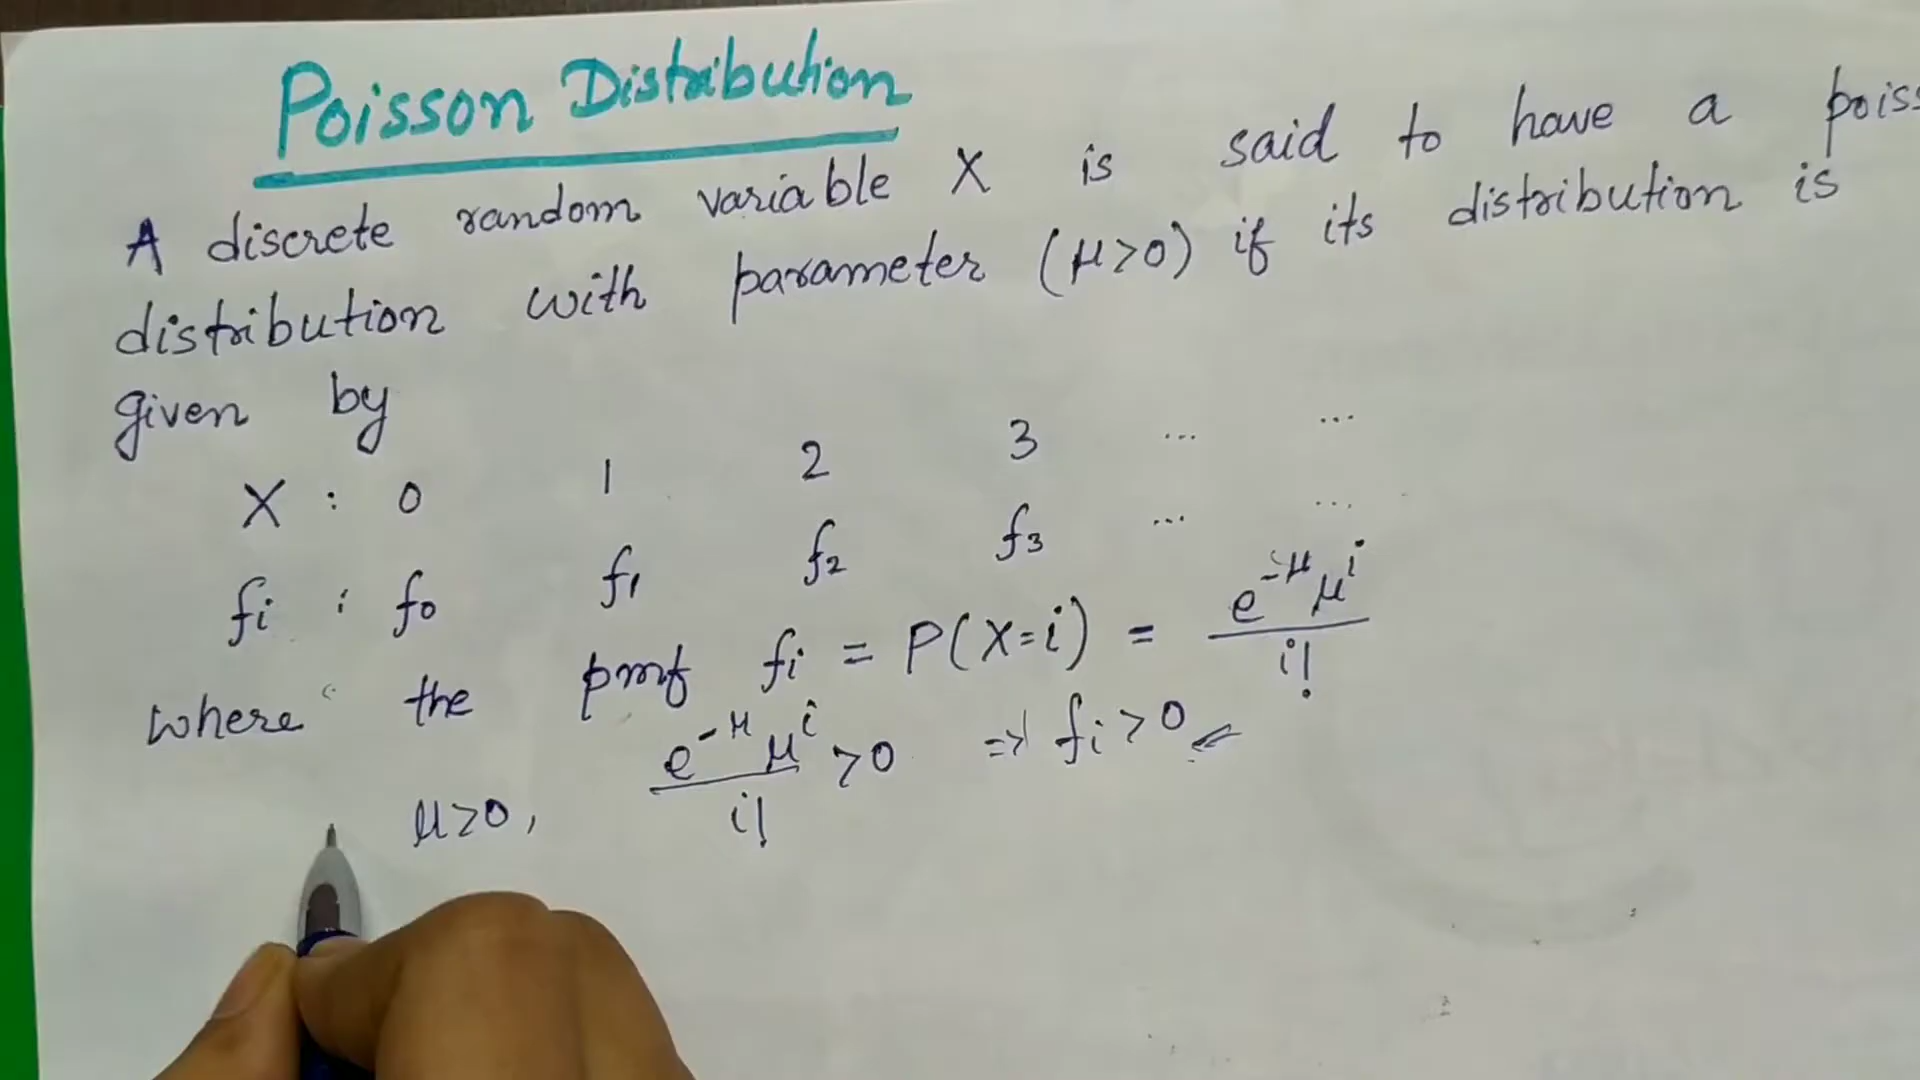 Poisson Distribution
A discrete random variable X is said to have a poiss
distribution with parameter (μ>0) if its distribution is
given by
X : 0 1 2 3 ... ...
fi : f0 f1 f2 f3 ... ...
where the pmf fi = P(X=i) = e^-μ μ^i / i!
μ>0, e^-μ μ^i / i! >0 => fi>0